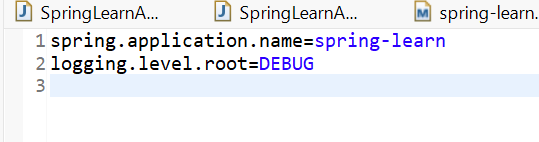 SpringLearnA... SpringLearnA... spring-learn.
1 spring.application.name=spring-learn
2 logging.level.root=DEBUG
3